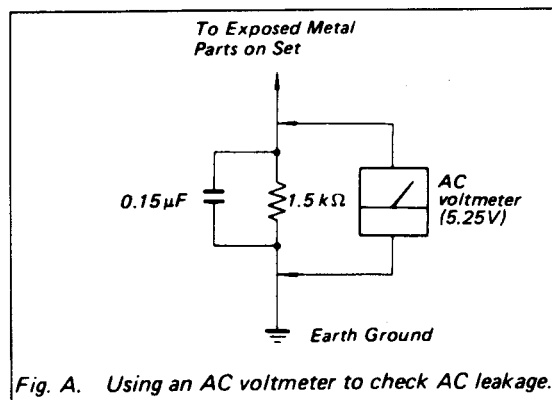 To Exposed Metal
Parts on Set
0.15µF
1.5 kΩ
AC
voltmeter
(5.25V)
Earth Ground
Fig. A. Using an AC voltmeter to check AC leakage.